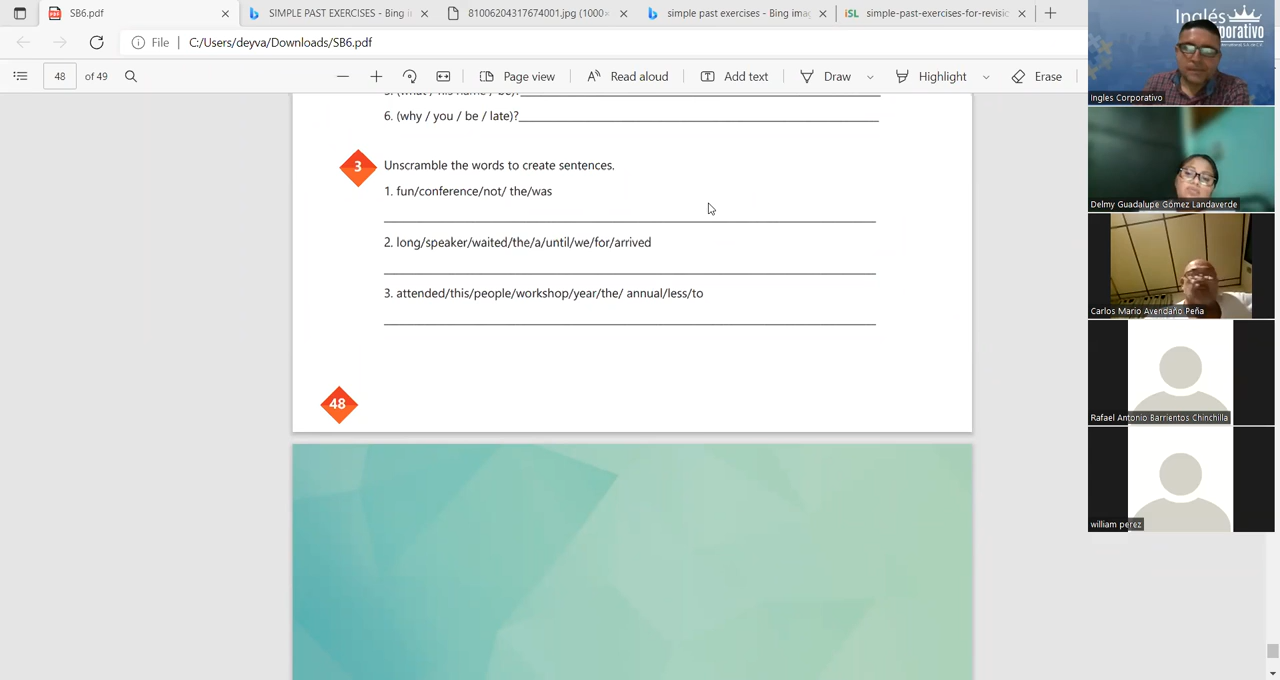 SB6.pdf
SIMPLE PAST EXERCISES - Bing i
81006204317674001.jpg (1000×
simple past exercises - Bing ima
iSL simple-past-exercises-for-revisic
File C:/Users/deyva/Downloads/SB6.pdf
48 of 49
Page view
Read aloud
Add text
Draw
Highlight
Erase
6. (why / you / be / late)?
3 Unscramble the words to create sentences.
1. fun/conference/not/ the/was
2. long/speaker/waited/the/a/until/we/for/arrived
3. attended/this/people/workshop/year/the/ annual/less/to
48
Inglés
Ingles Corporativo
Delmy Guadalupe Gómez Landaverde
Carlos Mario Avendaño Peña
Rafael Antonio Barrientos Chinchilla
william perez